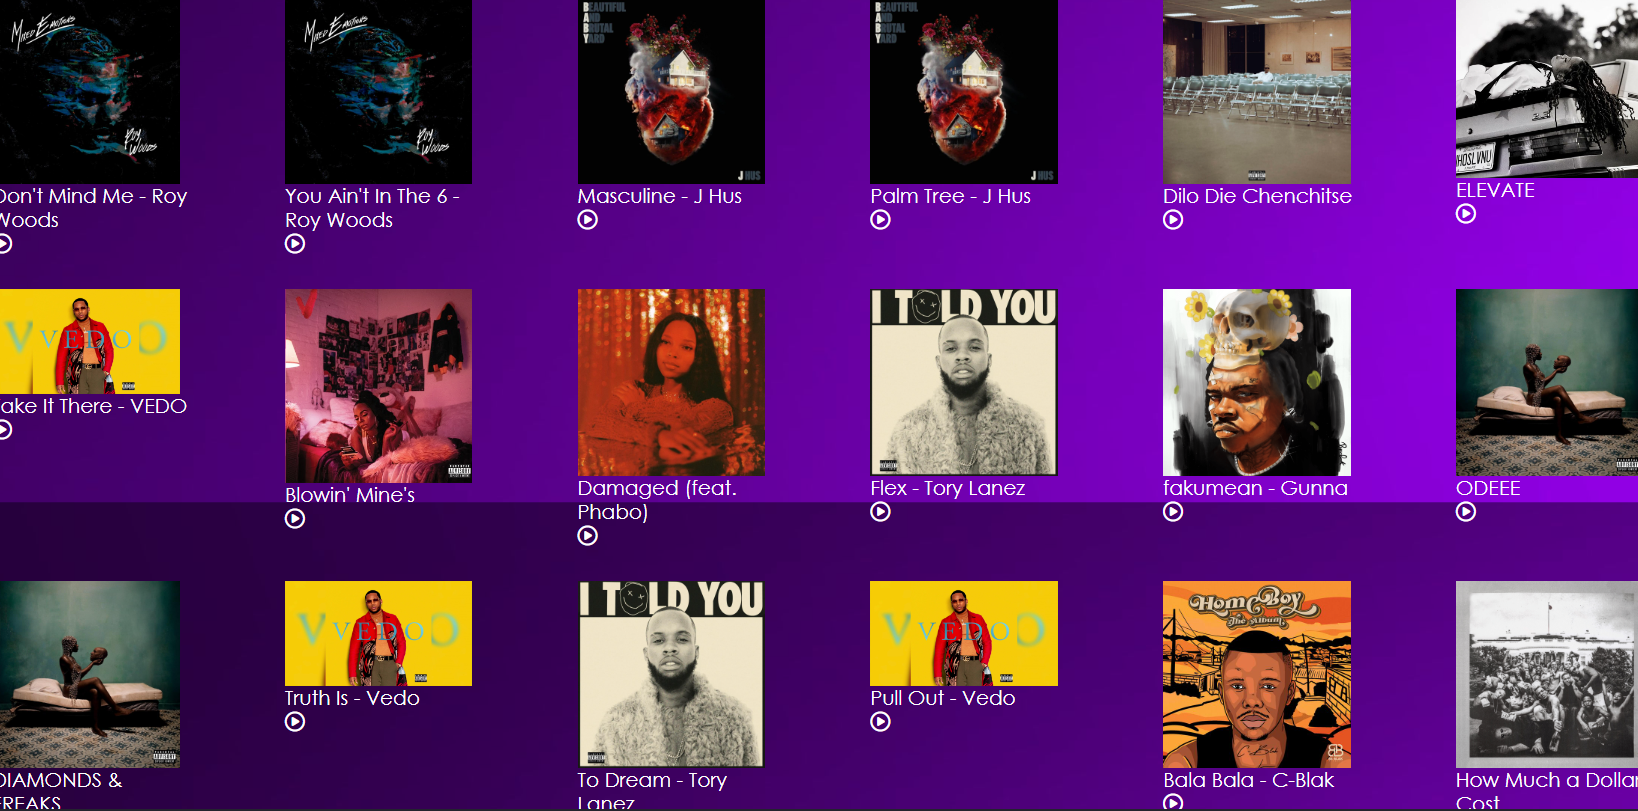 MIXED EMOTIONS
ROY WOODS
MIXED EMOTIONS
ROY WOODS
BEAUTIFUL
AND
BRUTAL
YARD
J HUS
BEAUTIFUL
AND
BRUTAL
YARD
J HUS
Don't Mind Me - Roy
Woods
You Ain't In The 6 -
Roy Woods
Masculine - J Hus
Palm Tree - J Hus
Dilo Die Chenchitse
ELEVATE
VEDO
I TOLD YOU
ake It There - VEDO
Blowin' Mine's
Damaged (feat.
Phabo)
Flex - Tory Lanez
fakumean - Gunna
ODEEE
VEDO
I TOLD YOU
VEDO
HomeBoy
The Album
C-Blak
DIAMONDS &
FREAKS
Truth Is - Vedo
To Dream - Tory
Lanez
Pull Out - Vedo
Bala Bala - C-Blak
How Much a Dollar
Cost